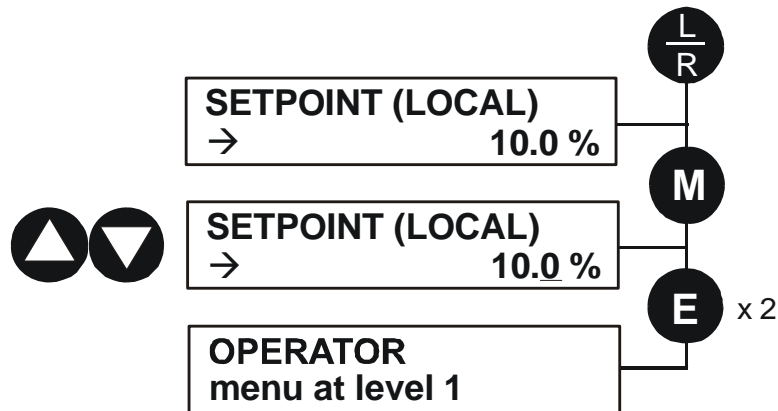 L
R
SETPOINT (LOCAL)
→ 10.0 %
M
SETPOINT (LOCAL)
→ 10.0 %
E x 2
OPERATOR
menu at level 1